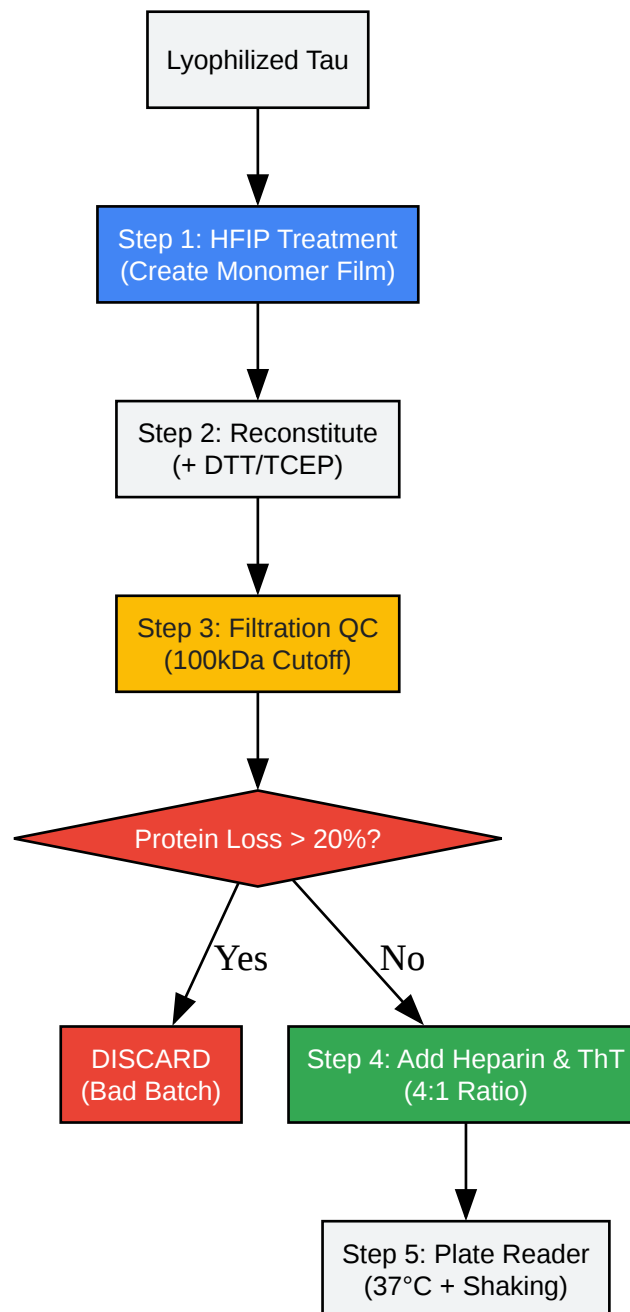 Lyophilized Tau
Step 1: HFIP Treatment
(Create Monomer Film)
Step 2: Reconstitute
(+ DTT/TCEP)
Step 3: Filtration QC
(100kDa Cutoff)
Protein Loss > 20%?
Yes
No
DISCARD
(Bad Batch)
Step 4: Add Heparin & ThT
(4:1 Ratio)
Step 5: Plate Reader
(37°C + Shaking)